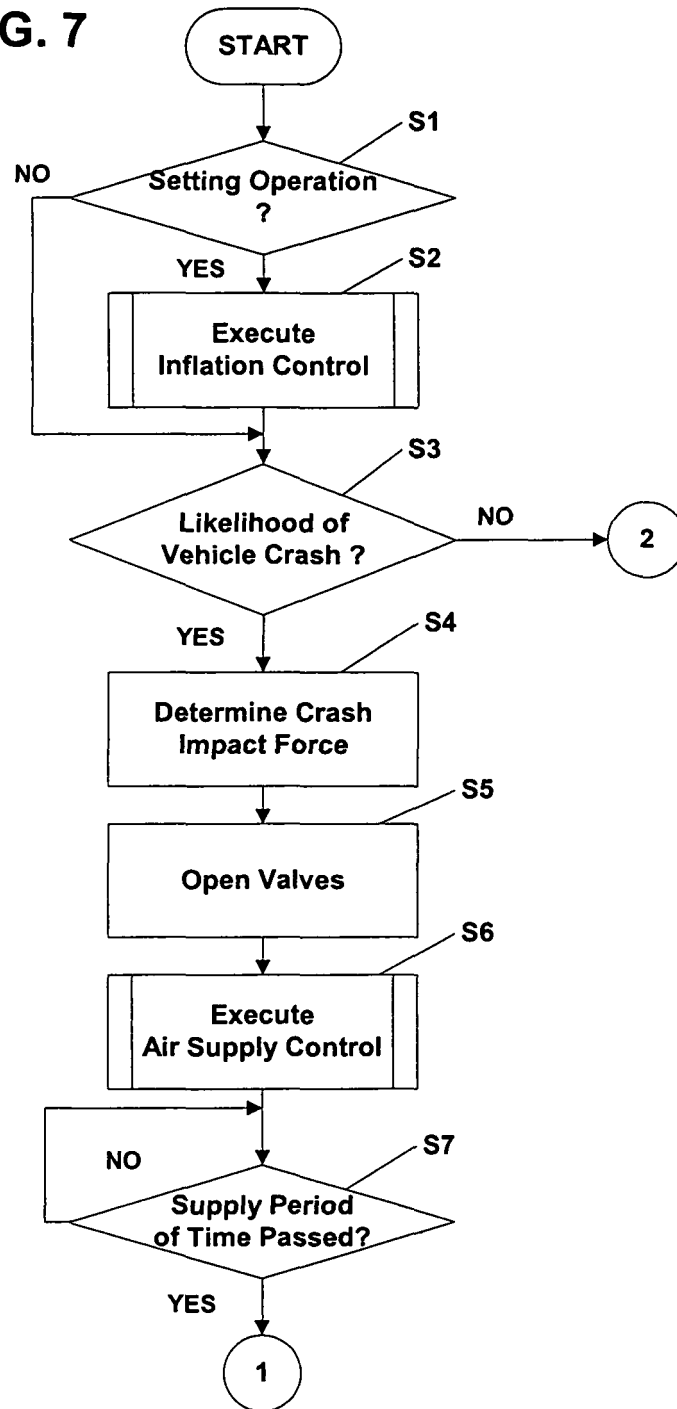 G. 7
START
S1
NO
Setting Operation
?
YES
S2
Execute
Inflation Control
S3
Likelihood of
Vehicle Crash ?
NO
2
YES
S4
Determine Crash
Impact Force
S5
Open Valves
S6
Execute
Air Supply Control
S7
NO
Supply Period
of Time Passed?
YES
1